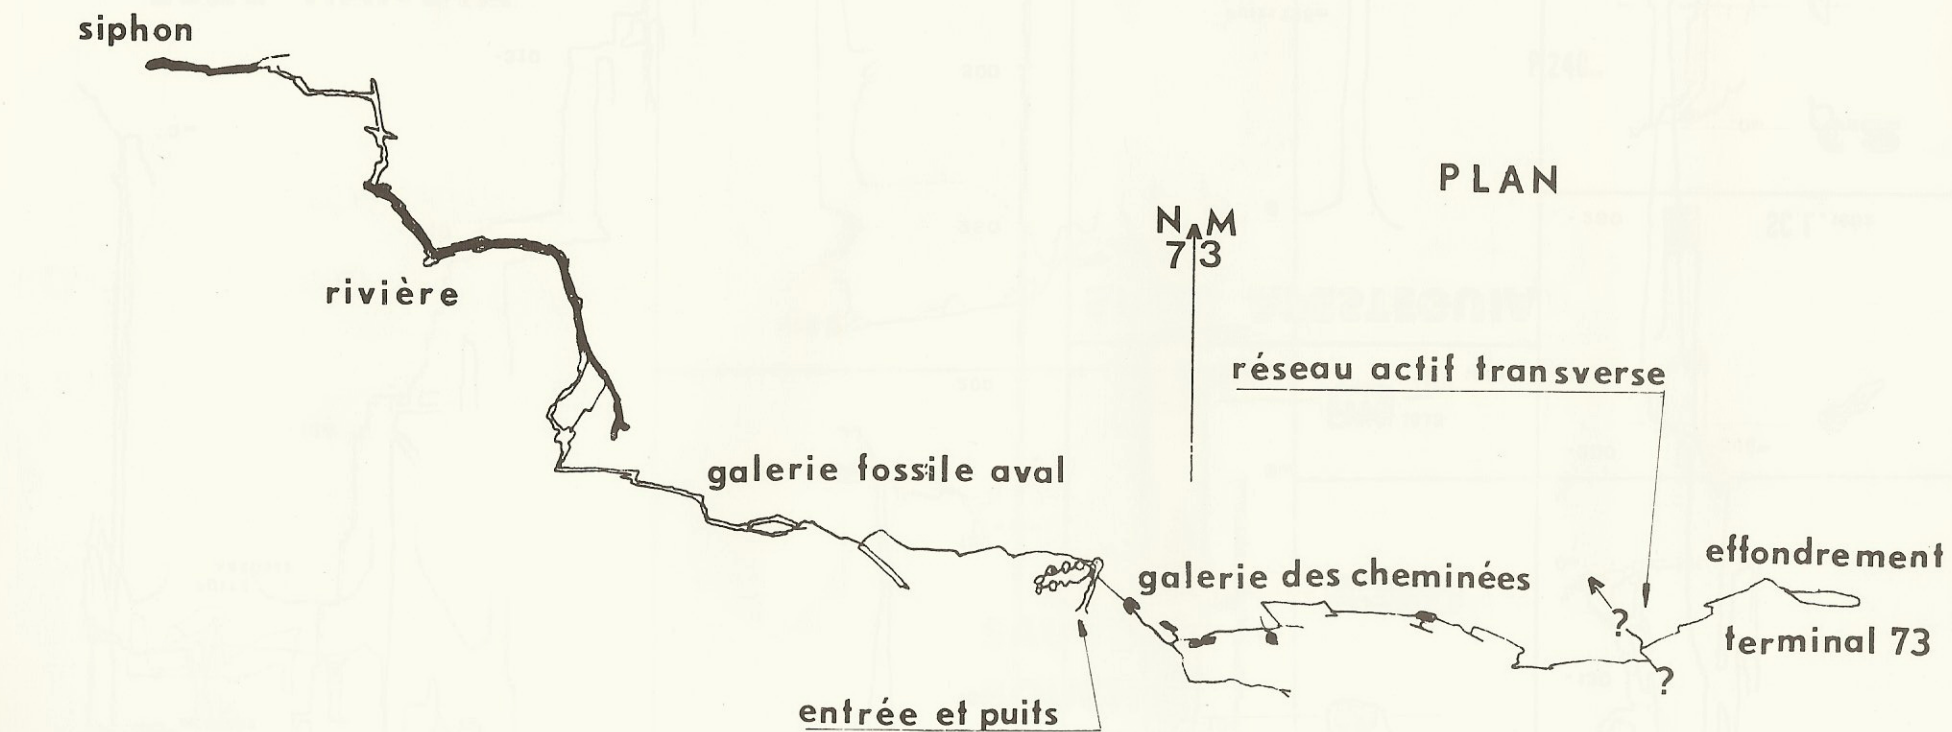 siphon
PLAN
N M
7 3
rivière
réseau actif transverse
galerie fossile aval
effondrement
galerie des cheminées
?
terminal 73
?
entrée et puits